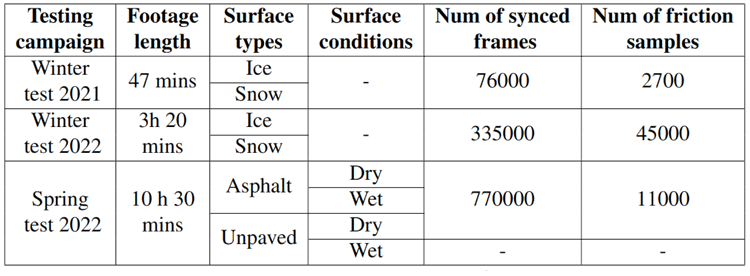 Testing campaign Footage length Surface types Surface conditions Num of synced frames Num of friction samples
Winter test 2021 47 mins Ice - 76000 2700
Snow
Winter test 2022 3h 20 mins Ice - 335000 45000
Snow
Spring test 2022 10 h 30 mins Asphalt Dry 770000 11000
Wet
Unpaved Dry
Wet - -